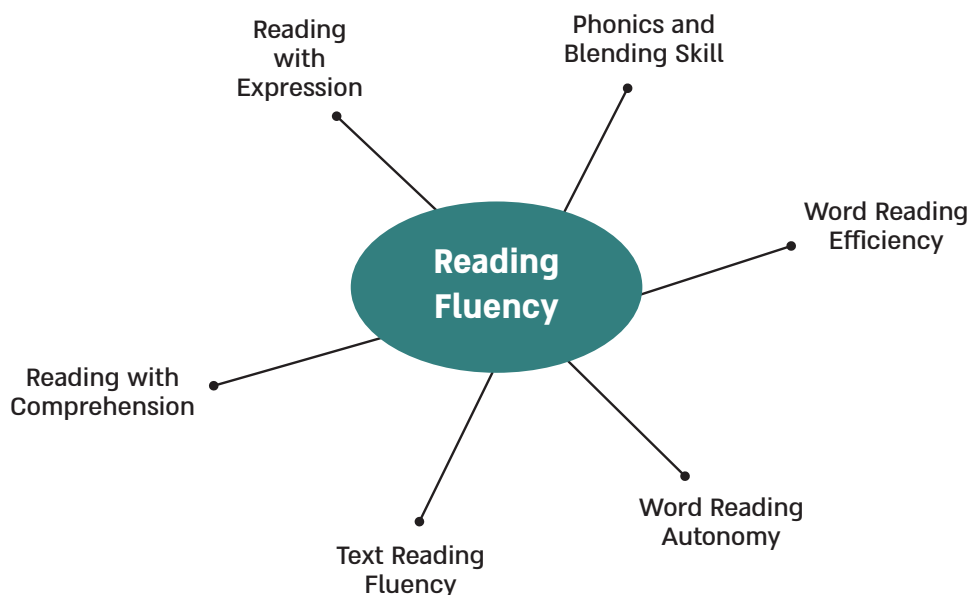 Reading
with
Expression
Phonics and
Blending Skill
Word Reading
Efficiency
Reading
Fluency
Reading with
Comprehension
Word Reading
Autonomy
Text Reading
Fluency